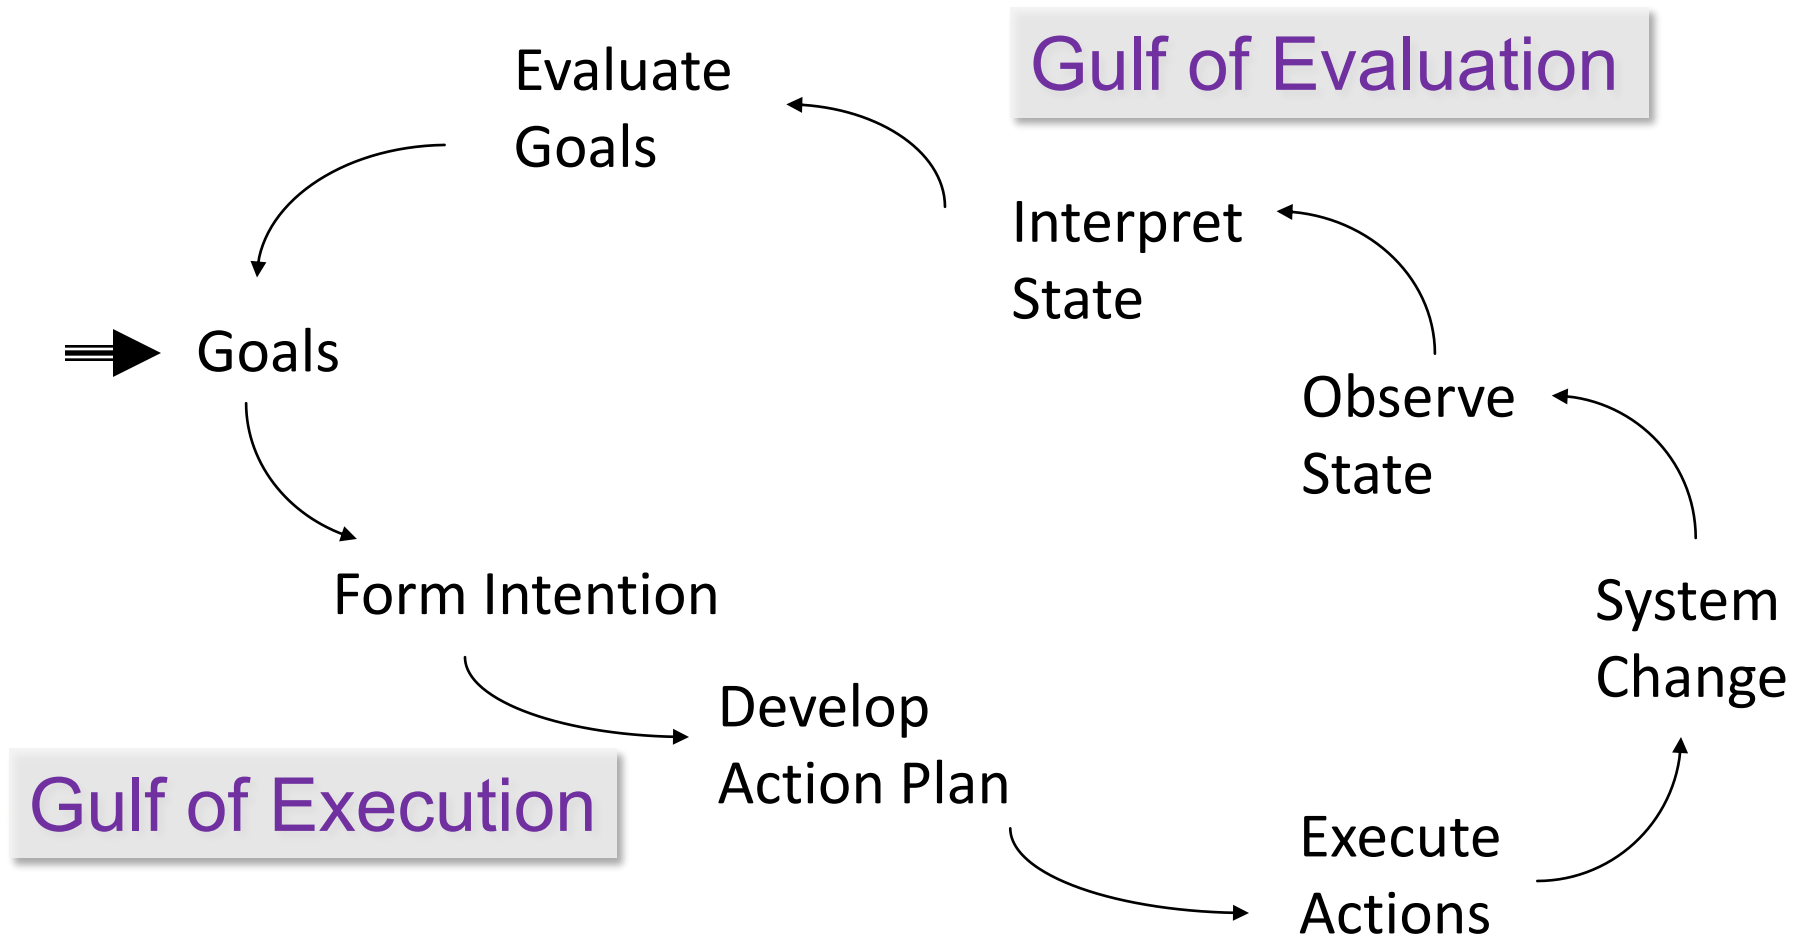 Evaluate
Goals
Gulf of Evaluation
Interpret
State
Goals
Observe
State
Form Intention
System
Change
Develop
Action Plan
Gulf of Execution
Execute
Actions